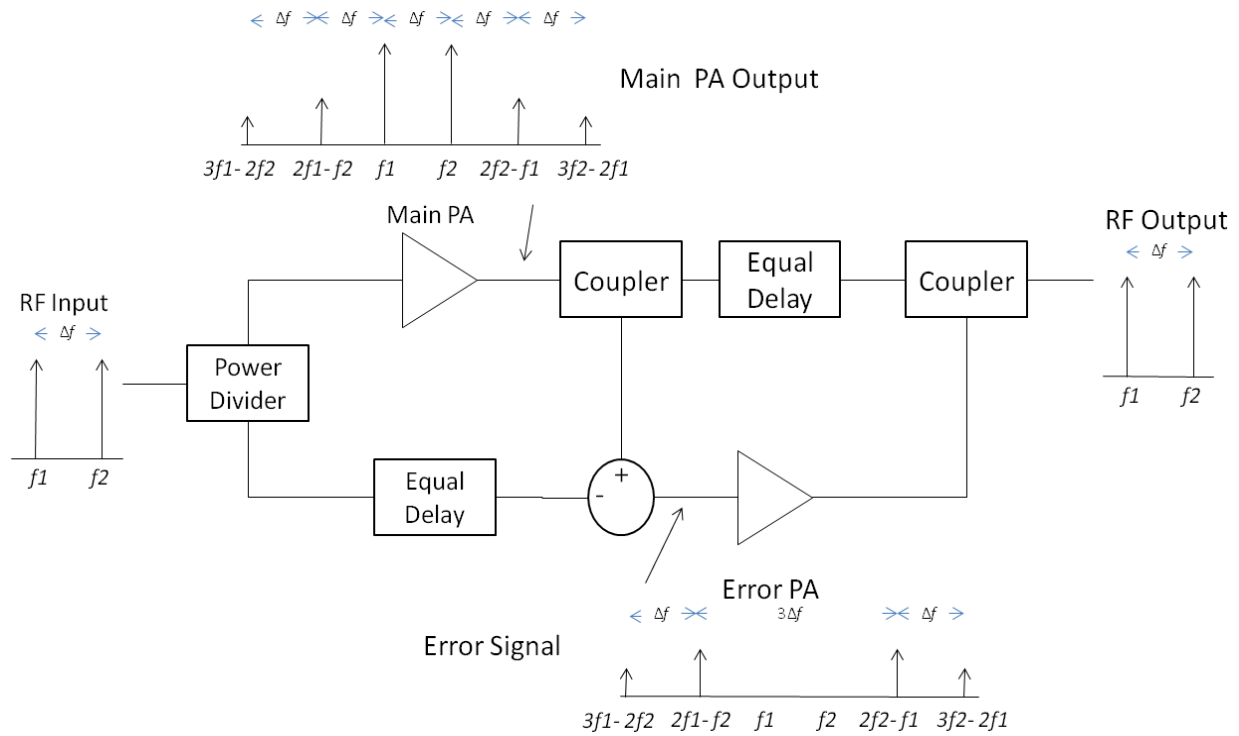 Δf Δf Δf Δf Δf
Main PA Output
3f1- 2f2 2f1- f2 f1 f2 2f2- f1 3f2- 2f1
Main PA
RF Output
Δf
RF Input
Δf
Coupler
Equal
Delay
Coupler
Power
Divider
f1 f2
f1 f2
Equal
Delay
+
-
Error PA
Δf 3Δf Δf
Error Signal
3f1- 2f2 2f1- f2 f1 f2 2f2- f1 3f2- 2f1